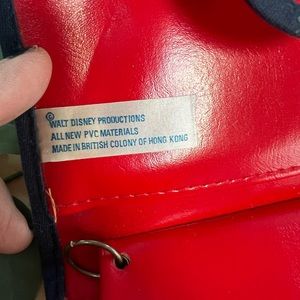 ©
WALT DISNEY PRODUCTIONS
ALL NEW PVC MATERIALS
MADE IN BRITISH COLONY OF HONG KONG